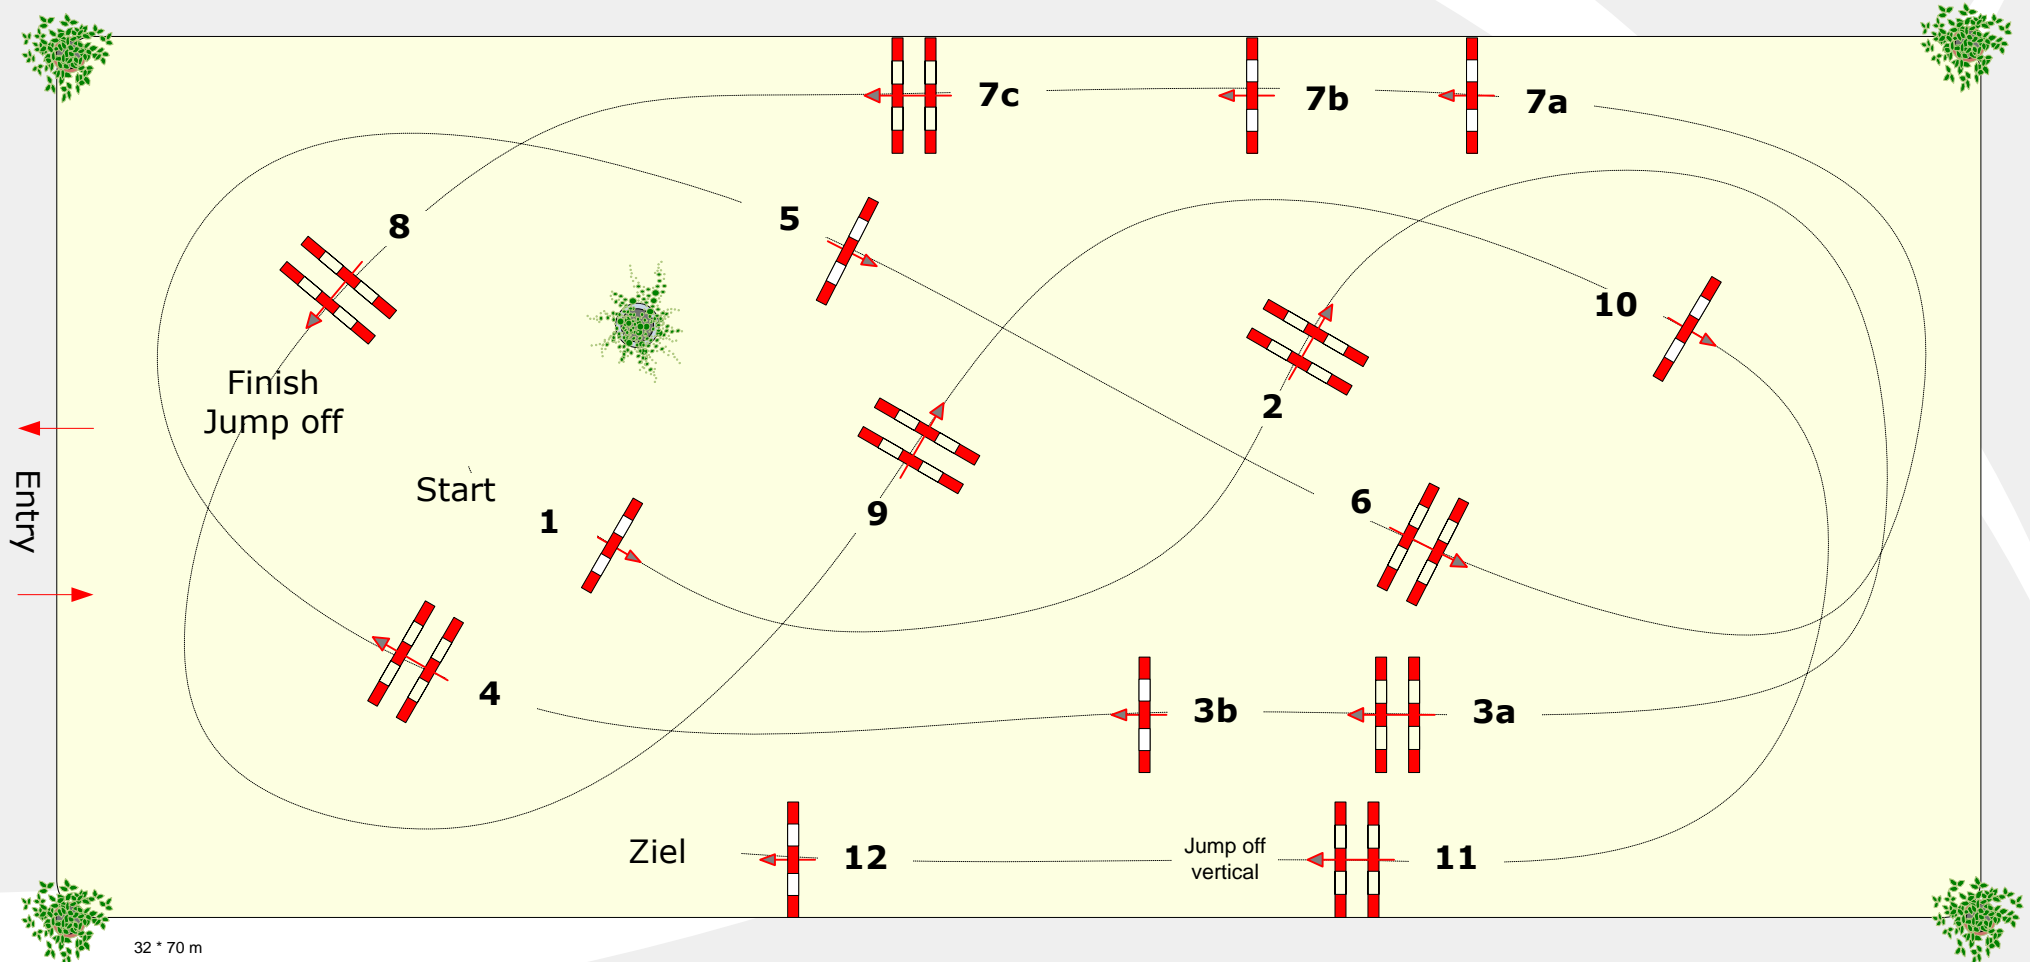 7c
7b
7a
8
5
10
Finish
Jump off
2
Entry
Start
1
9
6
4
3b
3a
Ziel
12
Jump off
vertical
11
32 * 70 m